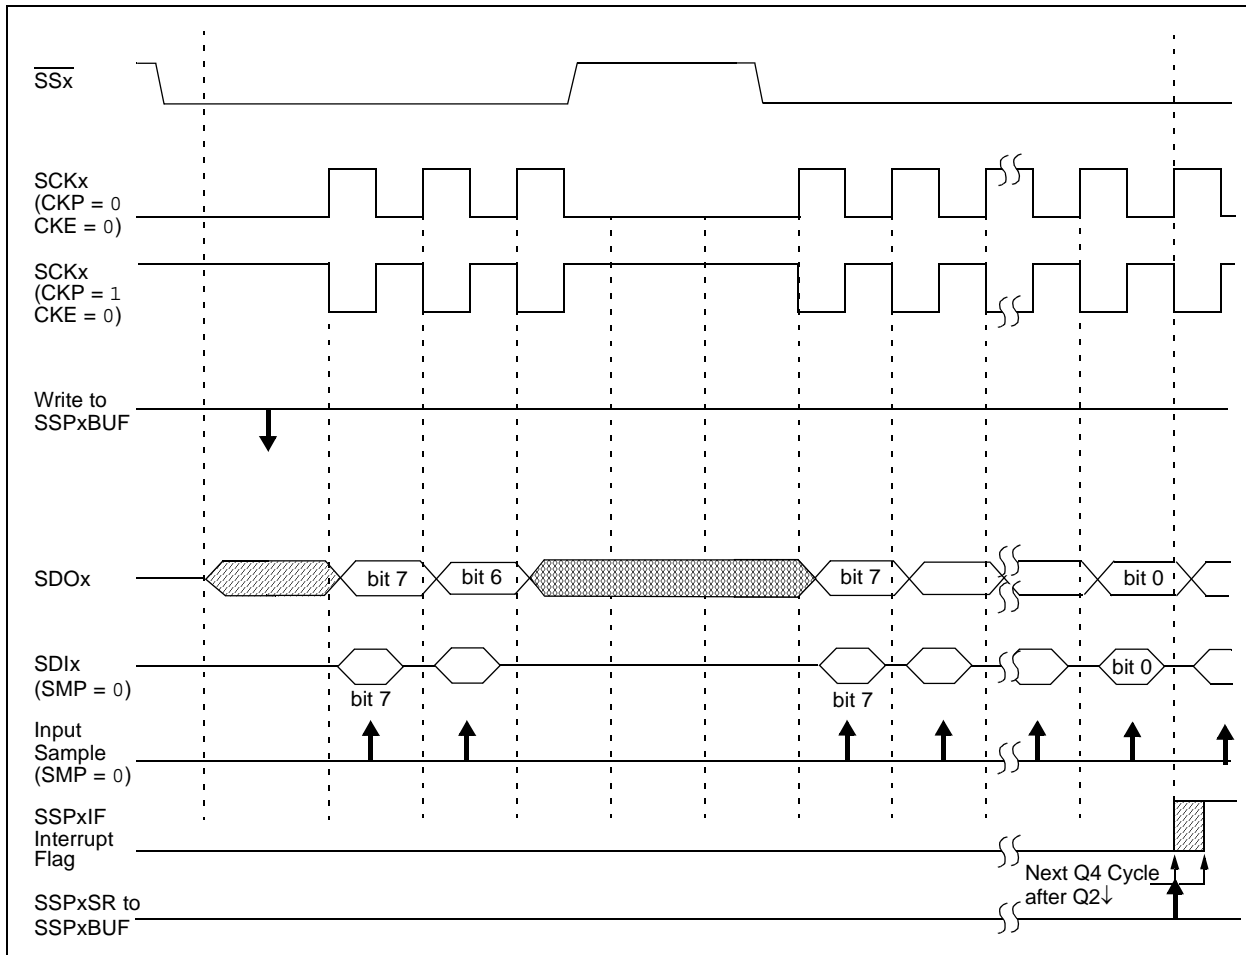 SSx
SCKx
(CKP = 0
CKE = 0)
SCKx
(CKP = 1
CKE = 0)
Write to
SSPxBUF
SDOx
bit 7
bit 6
bit 7
bit 0
SDIx
(SMP = 0)
bit 7
bit 7
bit 0
Input
Sample
(SMP = 0)
SSPxIF
Interrupt
Flag
Next Q4 Cycle
after Q2↓
SSPxSR to
SSPxBUF